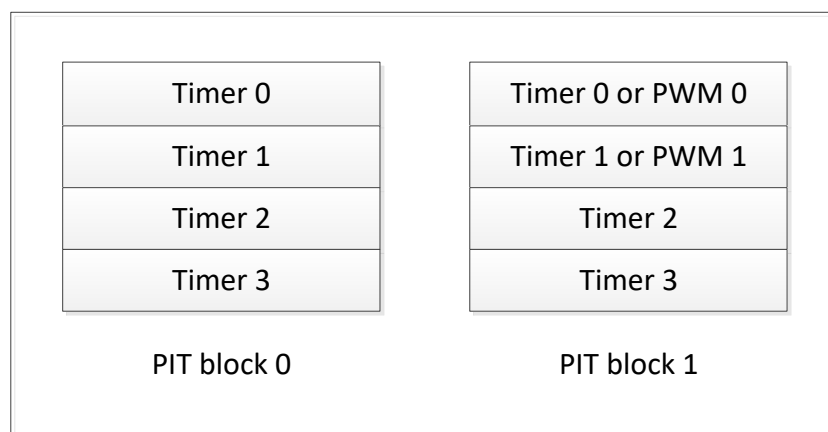 Timer 0
Timer 1
Timer 2
Timer 3
PIT block 0
Timer 0 or PWM 0
Timer 1 or PWM 1
Timer 2
Timer 3
PIT block 1